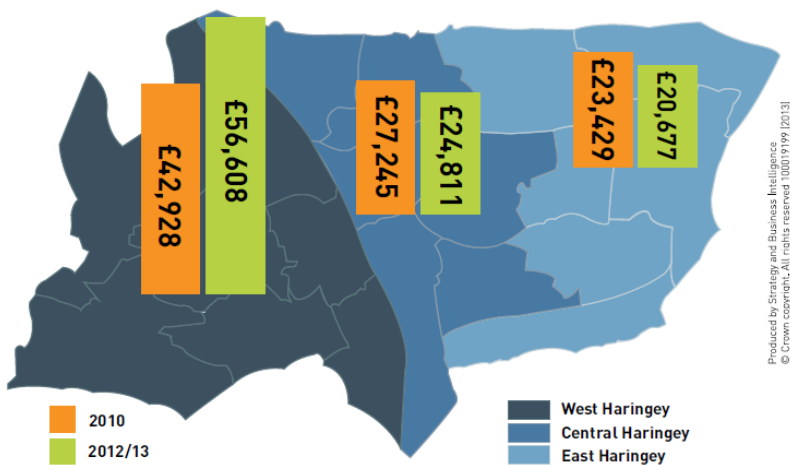 £42,928
£56,608
£27,245
£24,811
£23,429
£20,677
2010
2012/13
West Haringey
Central Haringey
East Haringey
Produced by Strategy and Business Intelligence
© Crown copyright. All rights reserved 100019199 (2013)